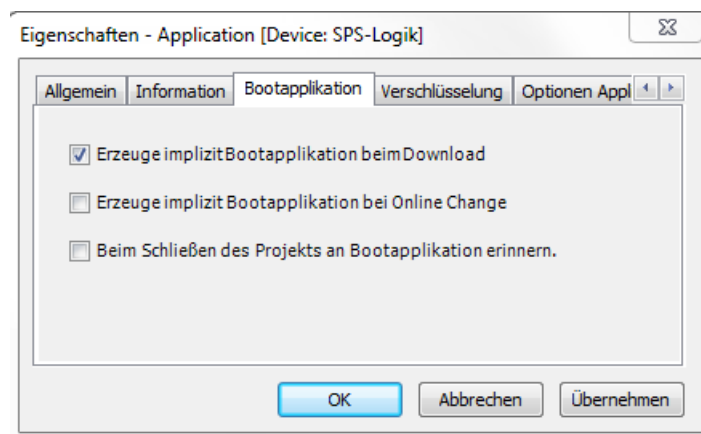 Eigenschaften - Application [Device: SPS-Logik]
Allgemein Information Bootapplikation Verschlüsselung Optionen Appl
Erzeuge implizit Bootapplikation beim Download
Erzeuge implizit Bootapplikation bei Online Change
Beim Schließen des Projekts an Bootapplikation erinnern.
OK Abbrechen Übernehmen